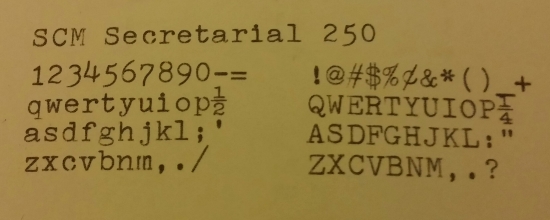 SCM Secretarial 250
1234567890-= !@#$%¢&*()_+
qwertyuiop½ QWERTYUIOP¼
asdfghjkl;' ASDFGHJKL:"
zxcvbnm,./ ZXCVBNM,.?